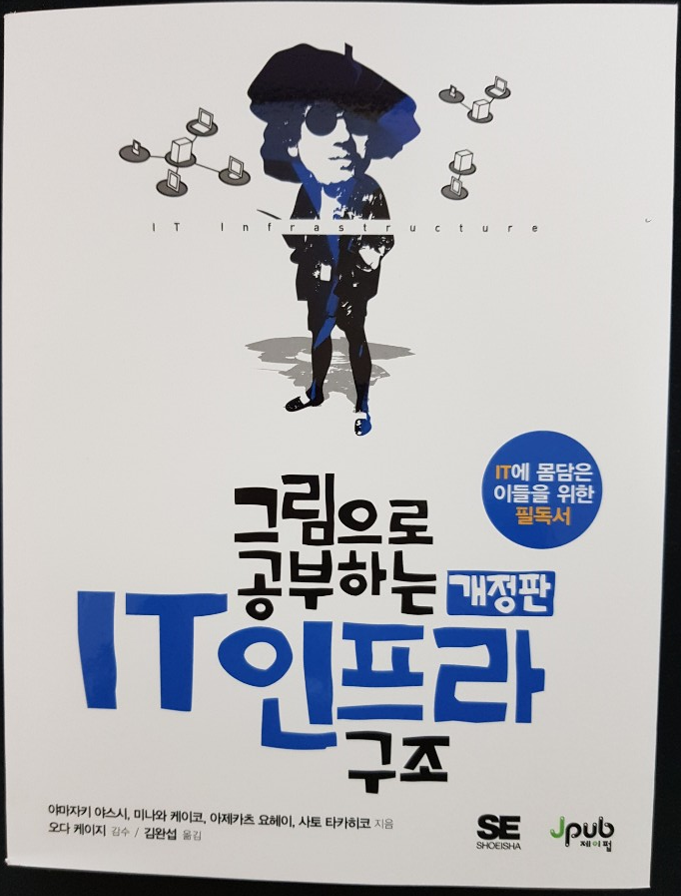 IT Infrastructure
IT에 몸담은
이들을 위한
필독서
그림으로
공부하는 개정판
IT인프라
구조
야마자키 야스시, 미나와 케이코, 아제카츠 요헤이, 사토 타카히코 지음
오다 케이지 감수 / 김완섭 옮김
SE
SHOEISHA
Jpub
제이펍